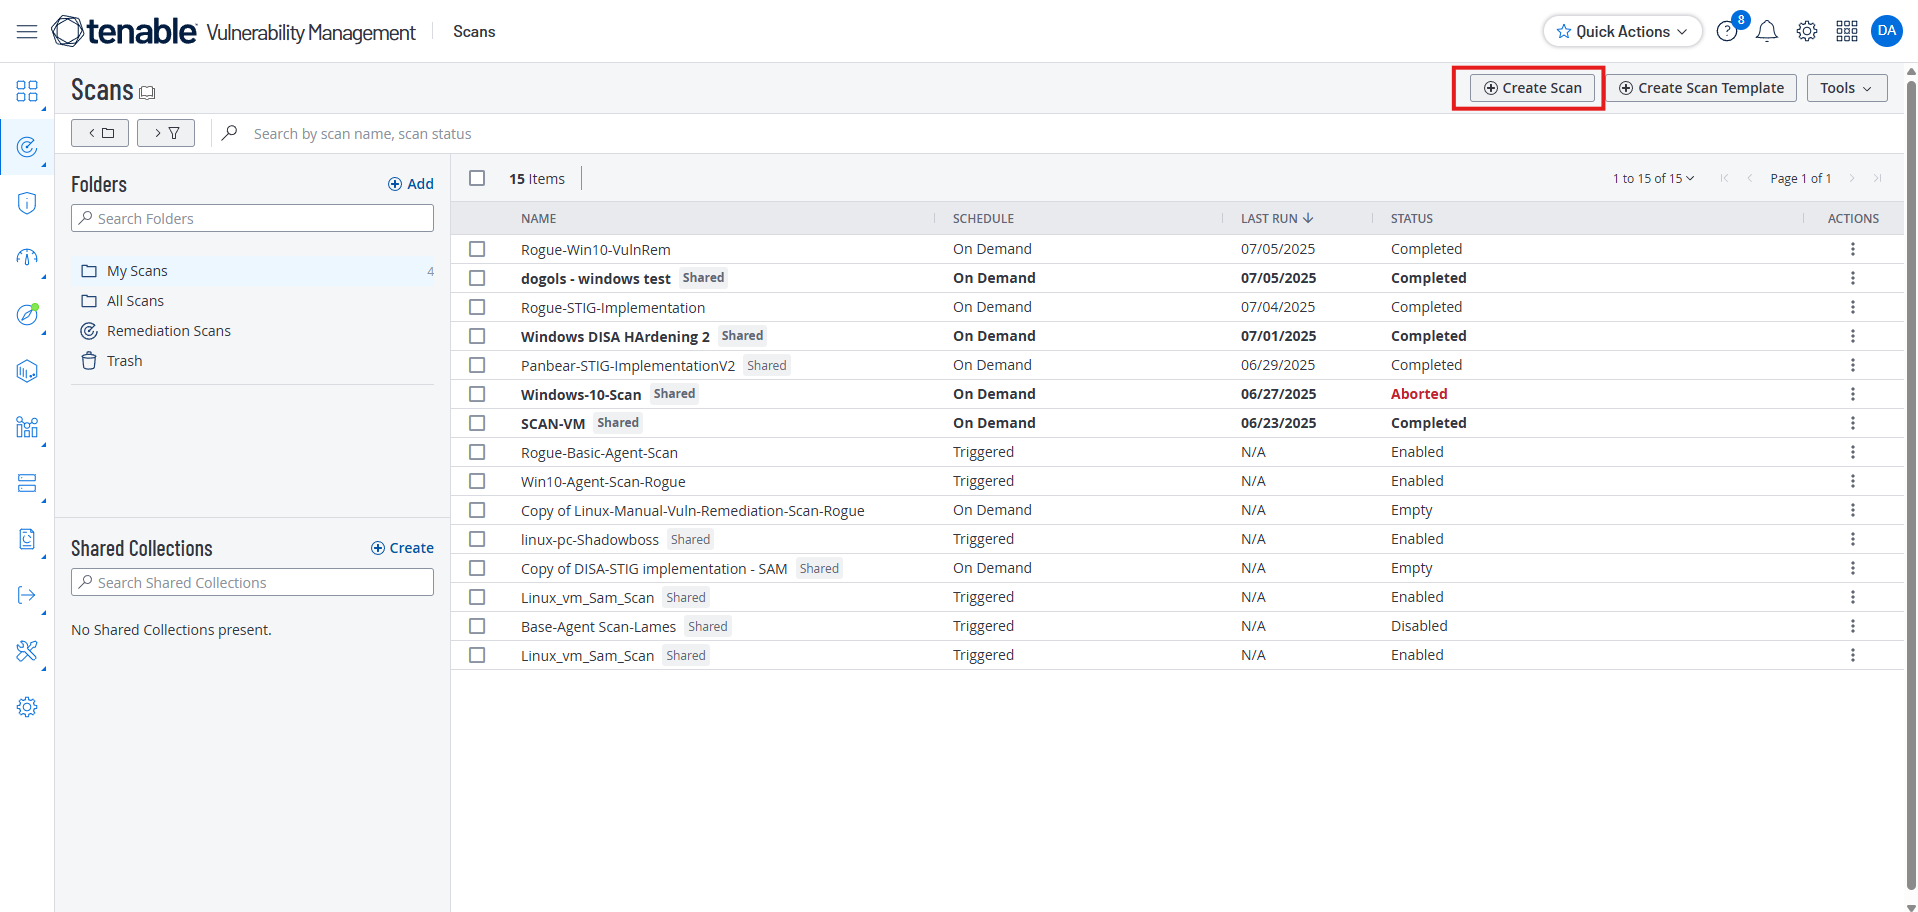 tenable Vulnerability Management Scans Quick Actions 8 DA
Scans Create Scan Create Scan Template Tools
Search by scan name, scan status
Folders Add
Search Folders
My Scans 4
All Scans
Remediation Scans
Trash
Shared Collections Create
Search Shared Collections
No Shared Collections present.
15 Items 1 to 15 of 15 Page 1 of 1
NAME SCHEDULE LAST RUN STATUS ACTIONS
Rogue-Win10-VulnRem On Demand 07/05/2025 Completed
dogols - windows test Shared On Demand 07/05/2025 Completed
Rogue-STIG-Implementation On Demand 07/04/2025 Completed
Windows DISA HArdening 2 Shared On Demand 07/01/2025 Completed
Panbear-STIG-ImplementationV2 Shared On Demand 06/29/2025 Completed
Windows-10-Scan Shared On Demand 06/27/2025 Aborted
SCAN-VM Shared On Demand 06/23/2025 Completed
Rogue-Basic-Agent-Scan Triggered N/A Enabled
Win10-Agent-Scan-Rogue Triggered N/A Enabled
Copy of Linux-Manual-Vuln-Remediation-Scan-Rogue On Demand N/A Empty
linux-pc-Shadowboss Shared Triggered N/A Enabled
Copy of DISA-STIG implementation - SAM Shared On Demand N/A Empty
Linux_vm_Sam_Scan Shared Triggered N/A Enabled
Base-Agent Scan-Lames Shared Triggered N/A Disabled
Linux_vm_Sam_Scan Shared Triggered N/A Enabled